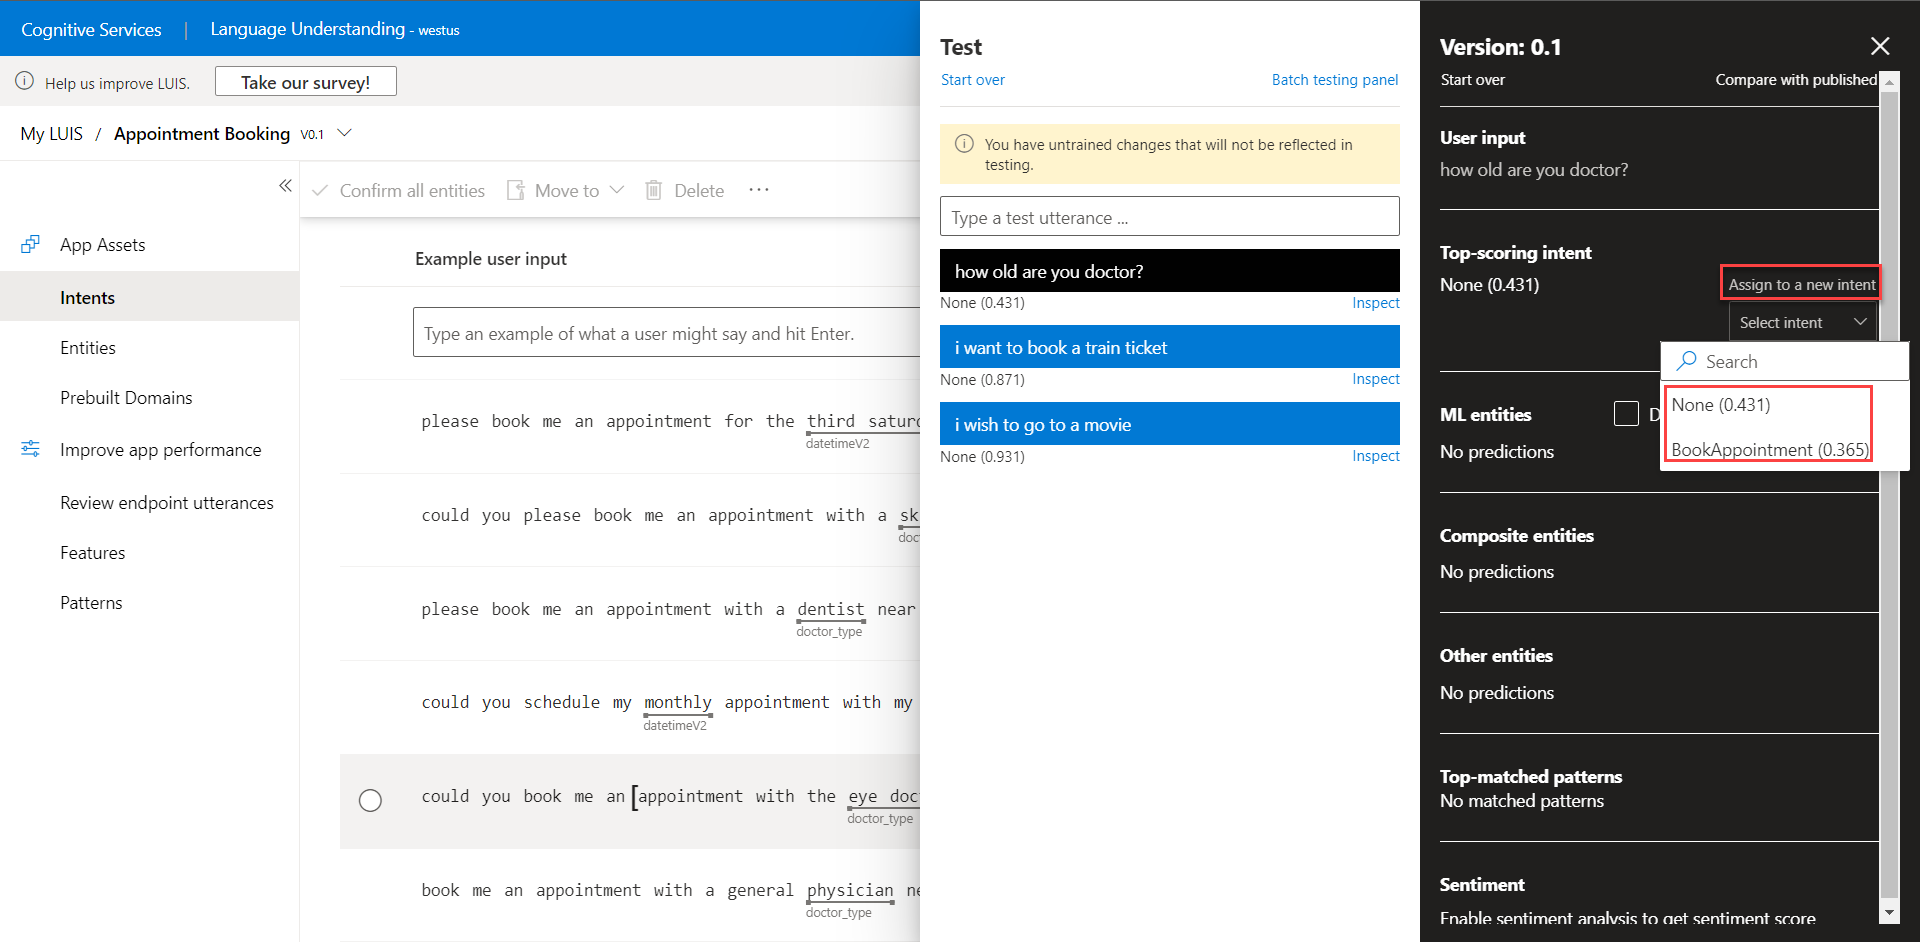 Cognitive Services | Language Understanding - westus
Help us improve LUIS. Take our survey!
My LUIS / Appointment Booking V0.1
App Assets
Intents
Entities
Prebuilt Domains
Improve app performance
Review endpoint utterances
Features
Patterns
Confirm all entities Move to Delete ...
Example user input
Type an example of what a user might say and hit Enter.
please book me an appointment for the third
datetimeV2
could you please book me an appointment with a
please book me an appointment with a dentist near
doctor_type
could you schedule my monthly appointment with my
datetimeV2
could you book me an [appointment with the eye
doctor_type
book me an appointment with a general physician
doctor_type
Test
Start over Batch testing panel
You have untrained changes that will not be reflected in
testing.
Type a test utterance ...
how old are you doctor?
None (0.431) Inspect
i want to book a train ticket
None (0.871) Inspect
i wish to go to a movie
None (0.931) Inspect
Version: 0.1
Start over Compare with published
User input
how old are you doctor?
Top-scoring intent
None (0.431) Assign to a new intent
Select intent
Search
None (0.431)
BookAppointment (0.365)
ML entities
No predictions
Composite entities
No predictions
Other entities
No predictions
Top-matched patterns
No matched patterns
Sentiment
Enable sentiment analysis to get sentiment score